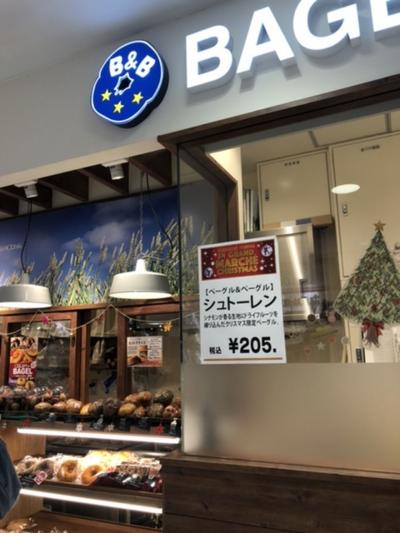 B&B
BAGEL
GRAND
MARCHE
CHRISTMAS
【ベーグル&ベーグル】
シュトーレン
シナモンが香る生地にドライフルーツを
練り込んだクリスマス限定ベーグル。
税込 ¥205.
BAGEL